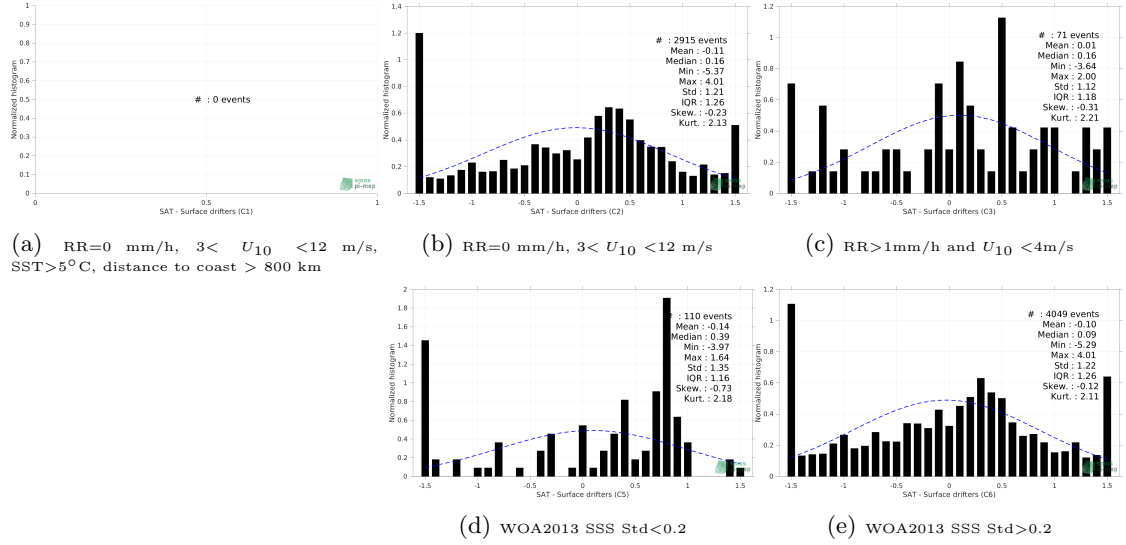 Normalized histogram
1
0.9
0.8
0.7
0.6
0.5
0.4
0.3
0.2
0.1
0
# : 0 events
0 0.5 1
SAT - Surface drifters (C1)
smos
pi-mep
(a) RR=0 mm/h, 3< U10 <12 m/s,
SST>5°C, distance to coast > 800 km
Normalized histogram
1.4
1.2
1
0.8
0.6
0.4
0.2
0
# : 2915 events
Mean : -0.11
Median : 0.16
Min : -5.37
Max : 4.01
Std : 1.21
IQR : 1.26
Skew. : -0.23
Kurt. : 2.13
-1.5 -1 -0.5 0 0.5 1 1.5
SAT - Surface drifters (C2)
smos
pi-mep
(b) RR=0 mm/h, 3< U10 <12 m/s
Normalized histogram
1.2
1
0.8
0.6
0.4
0.2
0
# : 71 events
Mean : 0.01
Median : 0.16
Min : -3.64
Max : 2.00
Std : 1.12
IQR : 1.18
Skew. : -0.31
Kurt. : 2.21
-1.5 -1 -0.5 0 0.5 1 1.5
SAT - Surface drifters (C3)
smos
pi-mep
(c) RR>1mm/h and U10 <4m/s
Normalized histogram
2
1.8
1.6
1.4
1.2
1
0.8
0.6
0.4
0.2
0
: 110 events
Mean : -0.14
Median : 0.39
Min : -3.97
Max : 1.64
Std : 1.35
IQR : 1.16
Skew. : -0.73
Kurt. : 2.18
-1.5 -1 -0.5 0 0.5 1 1.5
SAT - Surface drifters (C5)
smos
pi-mep
(d) WOA2013 SSS Std<0.2
Normalized histogram
1.2
1
0.8
0.6
0.4
0.2
0
# : 4049 events
Mean : -0.10
Median : 0.09
Min : -5.29
Max : 4.01
Std : 1.22
IQR : 1.26
Skew. : -0.12
Kurt. : 2.11
-1.5 -1 -0.5 0 0.5 1 1.5
SAT - Surface drifters (C6)
smos
pi-mep
(e) WOA2013 SSS Std>0.2